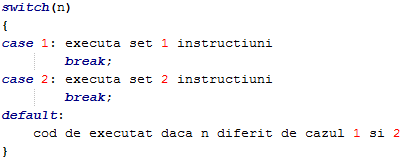 switch(n)
{
case 1: executa set 1 instructiuni
break;
case 2: executa set 2 instructiuni
break;
default:
cod de executat daca n diferit de cazul 1 si 2
}